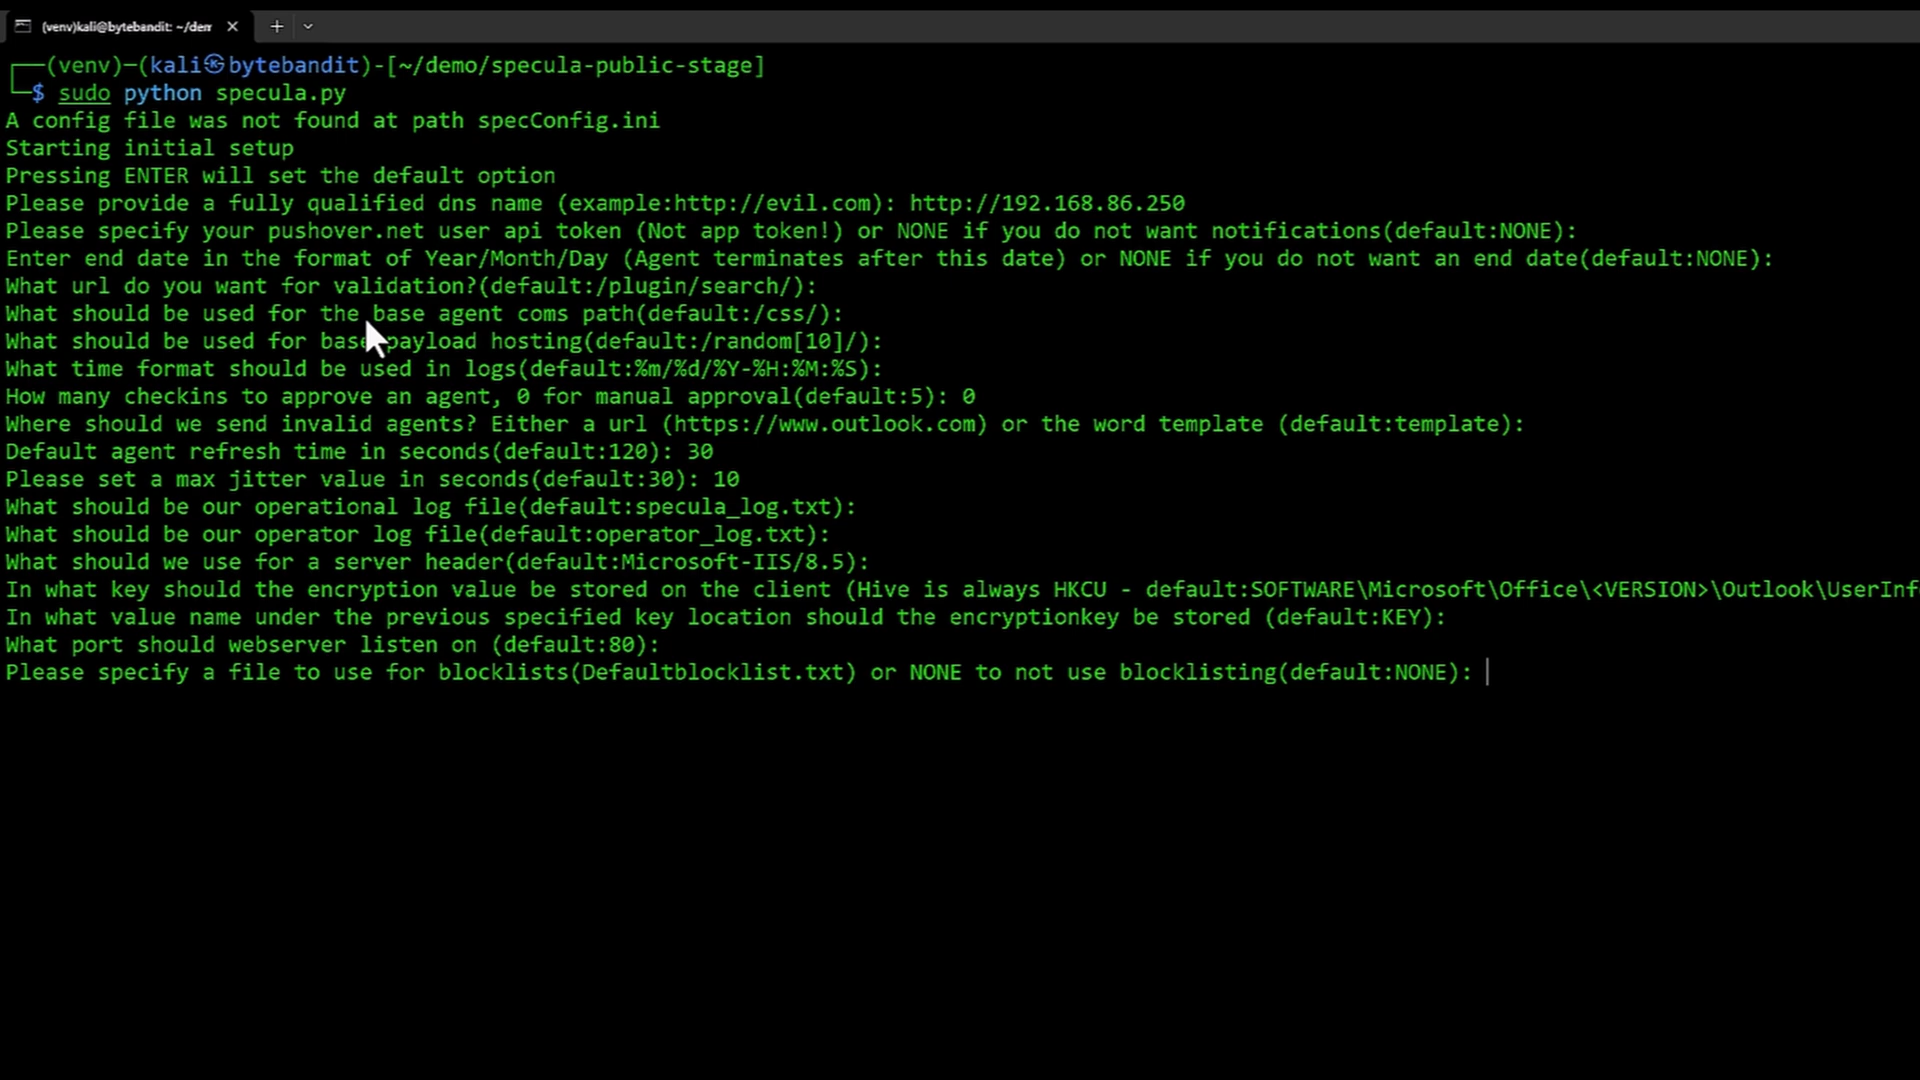 (venv)kali@bytebandit: ~/dem
(venv)-(kali㉿bytebandit)-[~/demo/specula-public-stage]
$ sudo python specula.py
A config file was not found at path specConfig.ini
Starting initial setup
Pressing ENTER will set the default option
Please provide a fully qualified dns name (example:http://evil.com): http://192.168.86.250
Please specify your pushover.net user api token (Not app token!) or NONE if you do not want notifications(default:NONE):
Enter end date in the format of Year/Month/Day (Agent terminates after this date) or NONE if you do not want an end date(default:NONE):
What url do you want for validation?(default:/plugin/search/):
What should be used for the base agent coms path(default:/css/):
What should be used for base payload hosting(default:/random[10]/):
What time format should be used in logs(default:%m/%d/%Y-%H:%M:%S):
How many checkins to approve an agent, 0 for manual approval(default:5): 0
Where should we send invalid agents? Either a url (https://www.outlook.com) or the word template (default:template):
Default agent refresh time in seconds(default:120): 30
Please set a max jitter value in seconds(default:30): 10
What should be our operational log file(default:specula_log.txt):
What should be our operator log file(default:operator_log.txt):
What should we use for a server header(default:Microsoft-IIS/8.5):
In what key should the encryption value be stored on the client (Hive is always HKCU - default:SOFTWARE\Microsoft\Office\<VERSION>\Outlook\UserInf
In what value name under the previous specified key location should the encryptionkey be stored (default:KEY):
What port should webserver listen on (default:80):
Please specify a file to use for blocklists(Defaultblocklist.txt) or NONE to not use blocklisting(default:NONE):